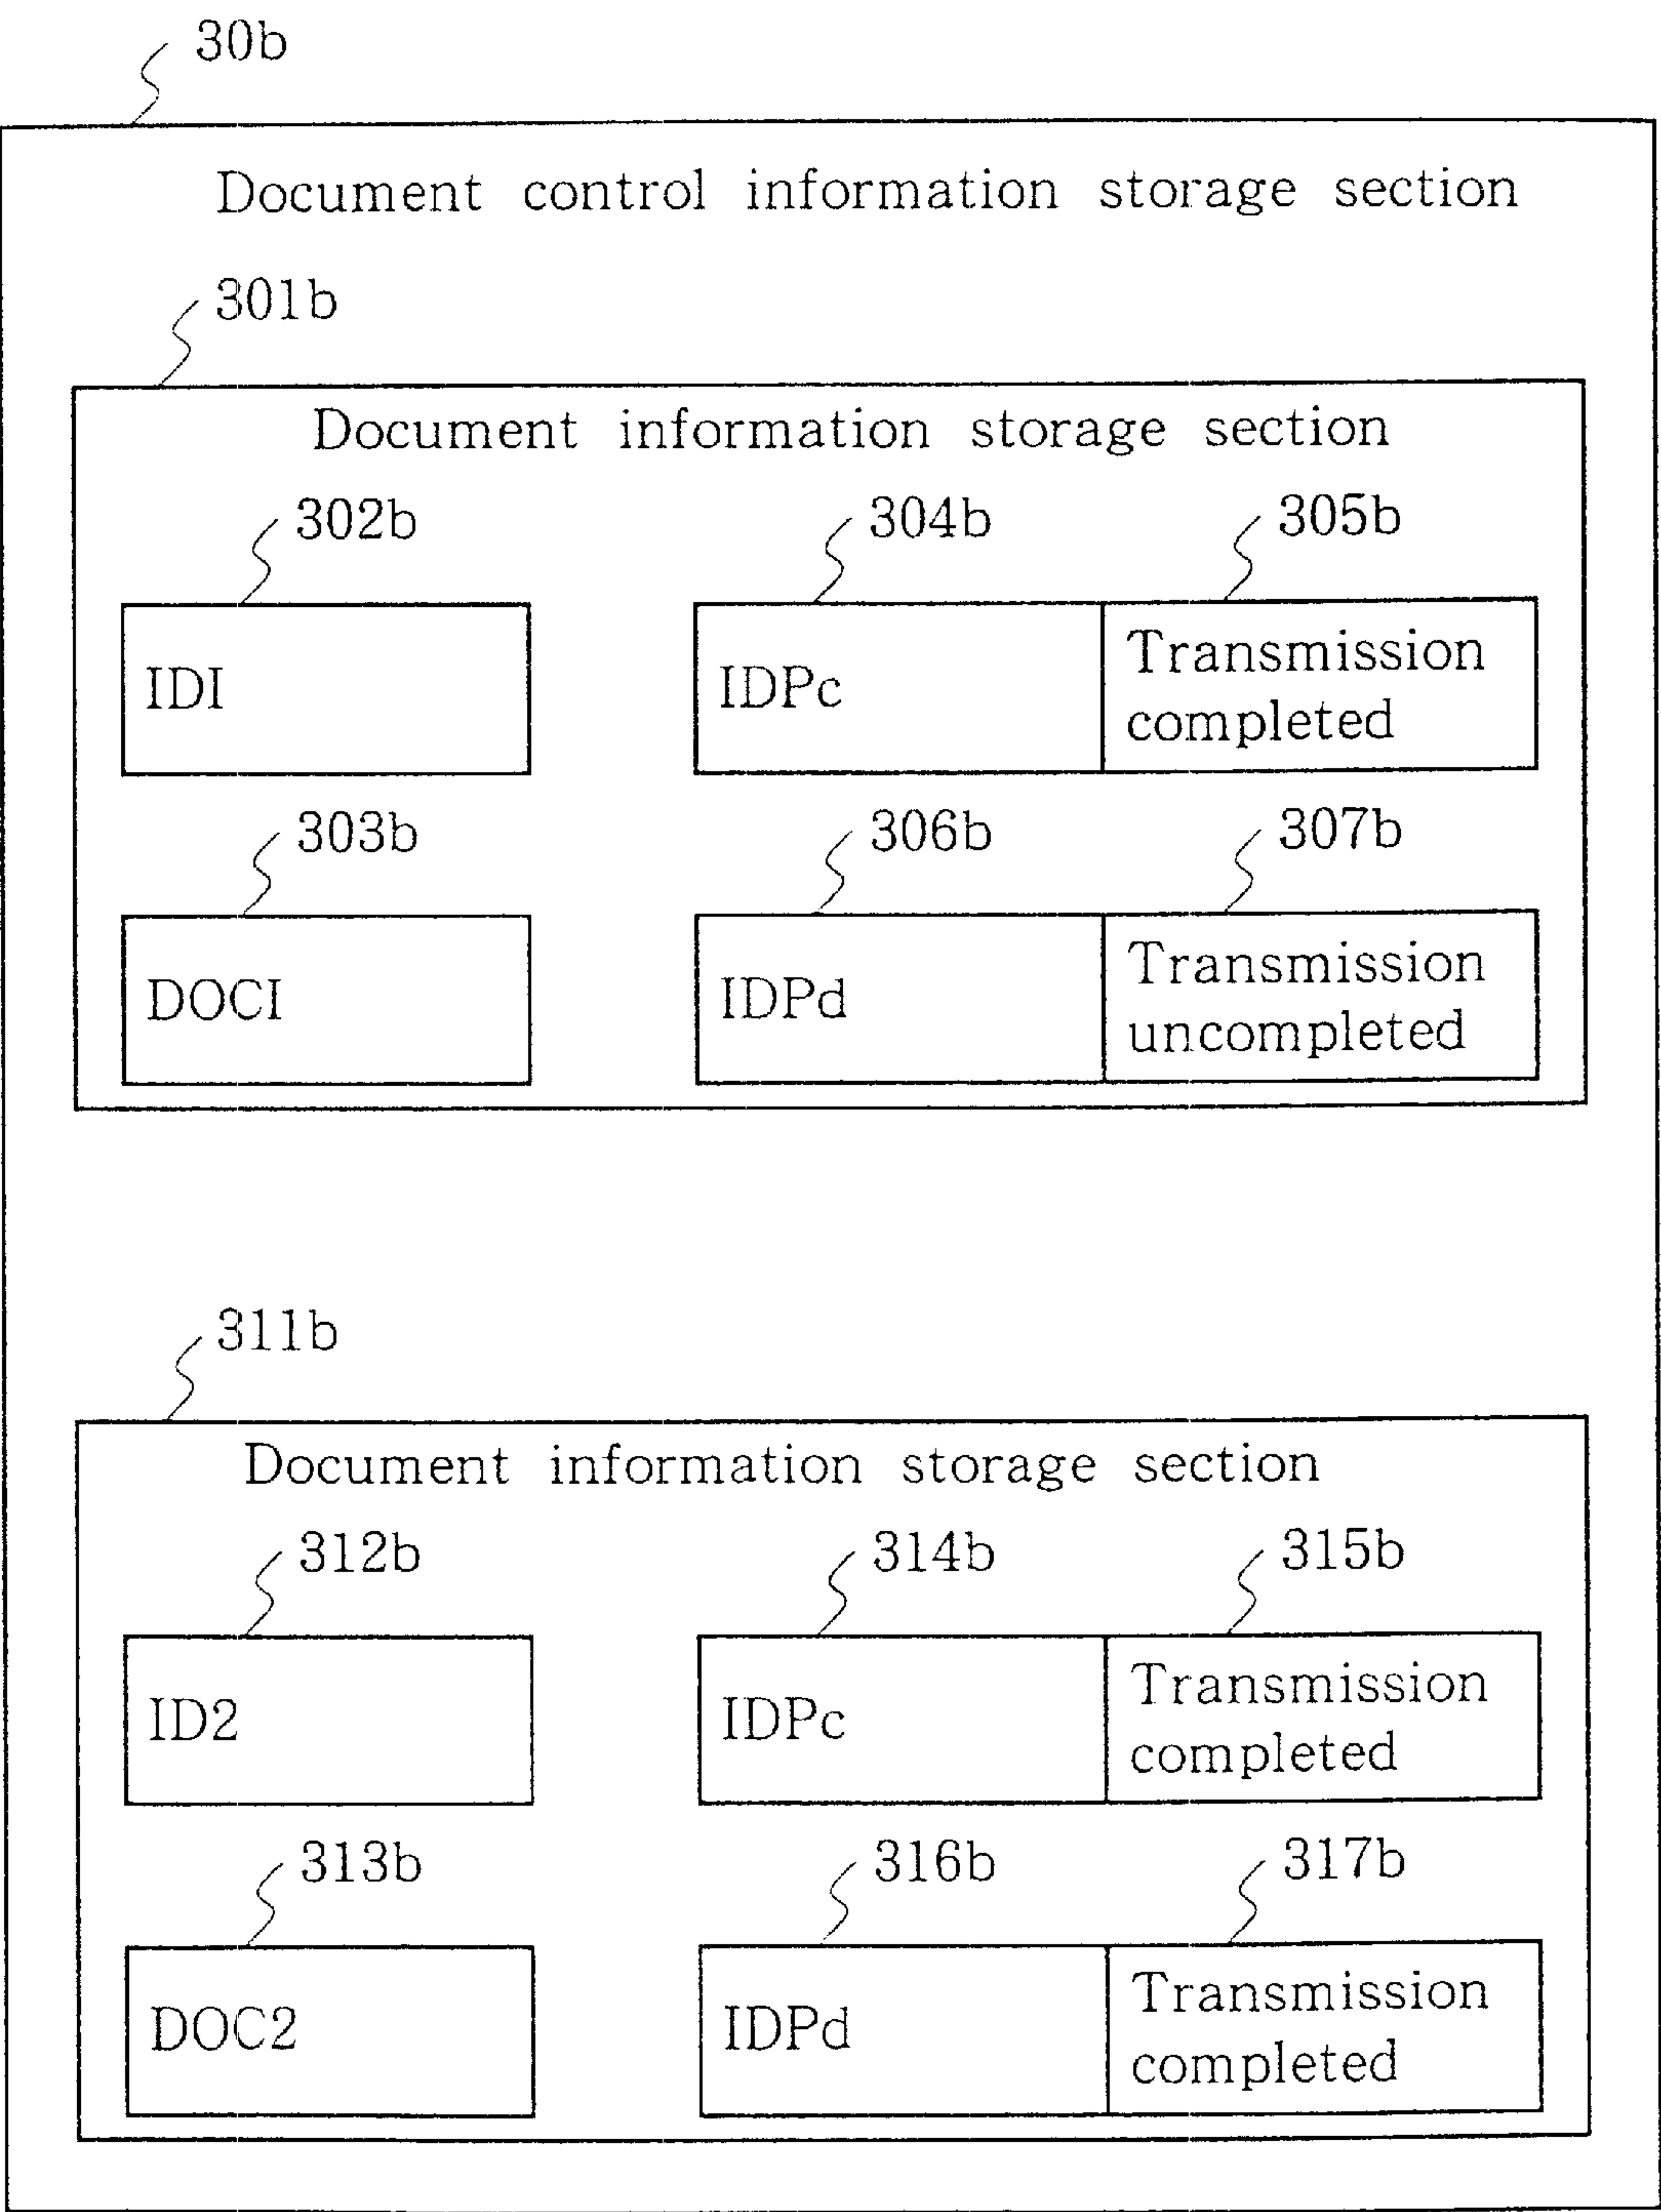 30b
Document control information storage section
301b
Document information storage section
302b 304b 305b
IDI IDPc Transmission
completed
303b 306b 307b
DOCI IDPd Transmission
uncompleted
311b
Document information storage section
312b 314b 315b
ID2 IDPc Transmission
completed
313b 316b 317b
DOC2 IDPd Transmission
completed